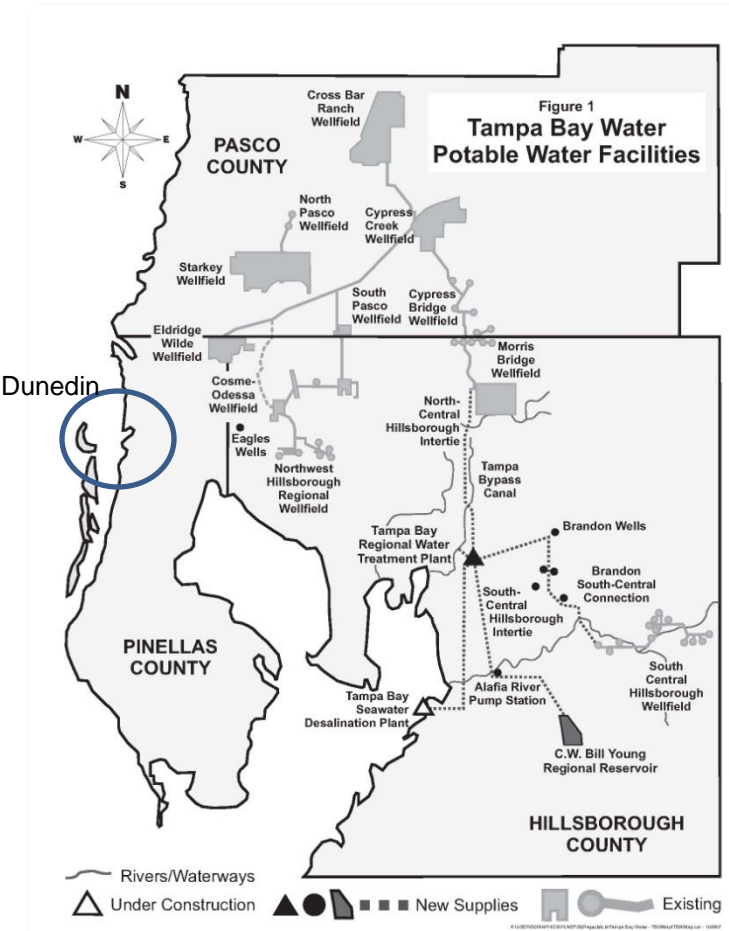 N
W
E
S
Figure 1
Tampa Bay Water
Potable Water Facilities
PASCO
COUNTY
Cross Bar
Ranch
Wellfield
North
Pasco
Wellfield
Cypress
Creek
Wellfield
Starkey
Wellfield
South
Pasco
Wellfield
Cypress
Bridge
Wellfield
Eldridge
Wilde
Wellfield
Morris
Bridge
Wellfield
Dunedin
Cosme-
Odessa
Wellfield
North-
Central
Hillsborough
Intertie
Eagles
Wells
Northwest
Hillsborough
Regional
Wellfield
Tampa
Bypass
Canal
Tampa Bay
Regional Water
Treatment Plant
Brandon Wells
Brandon
South-Central
Connection
South-
Central
Hillsborough
Intertie
PINELLAS
COUNTY
South
Central
Hillsborough
Wellfield
Tampa Bay
Seawater
Desalination Plant
Alafia River
Pump Station
C.W. Bill Young
Regional Reservoir
HILLSBOROUGH
COUNTY
Rivers/Waterways
Under Construction
New Supplies
Existing